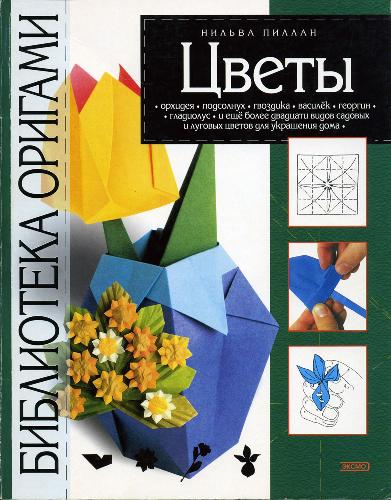 НИЛЬВА ПИЛЛАН
Цветы
• орхидея • подсолнух • гвоздика • василёк • георгин •
• гладиолус • и ещё более двадцати видов садовых
и луговых цветов для украшения дома •
БИБЛИОТЕКА ОРИГАМИ
ЭКСМО